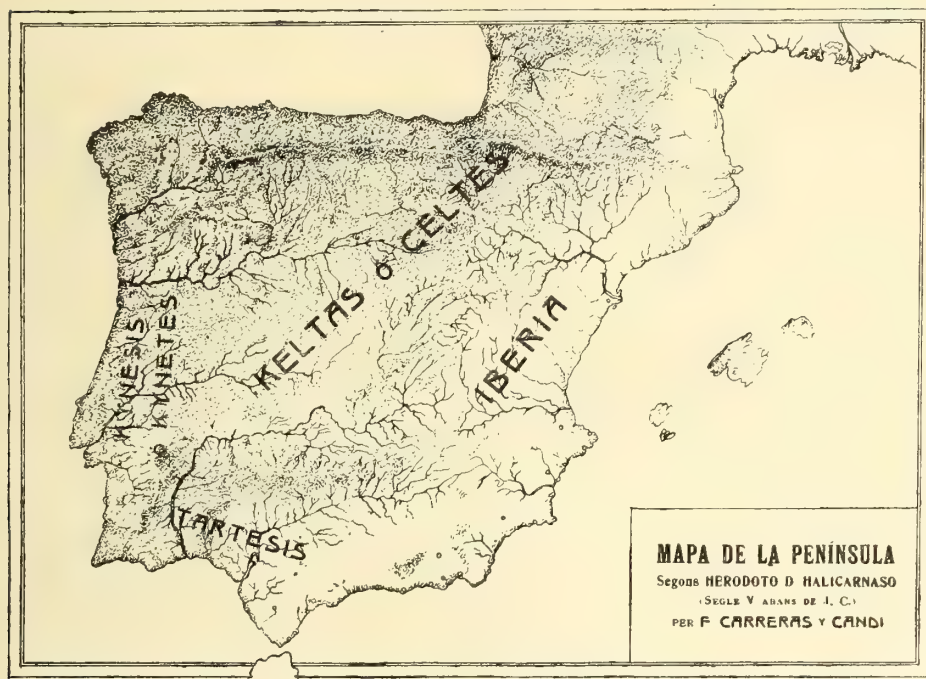 KELTAS Ó CELTES
IBERIA
KYNESIS
O KYNETES
TARTESIS
MAPA DE LA PENÍNSULA
Segons HERODOTO D HALICARNASO
(SEGLE V ABANS DE J. C.)
PER F CARRERAS Y CANDI